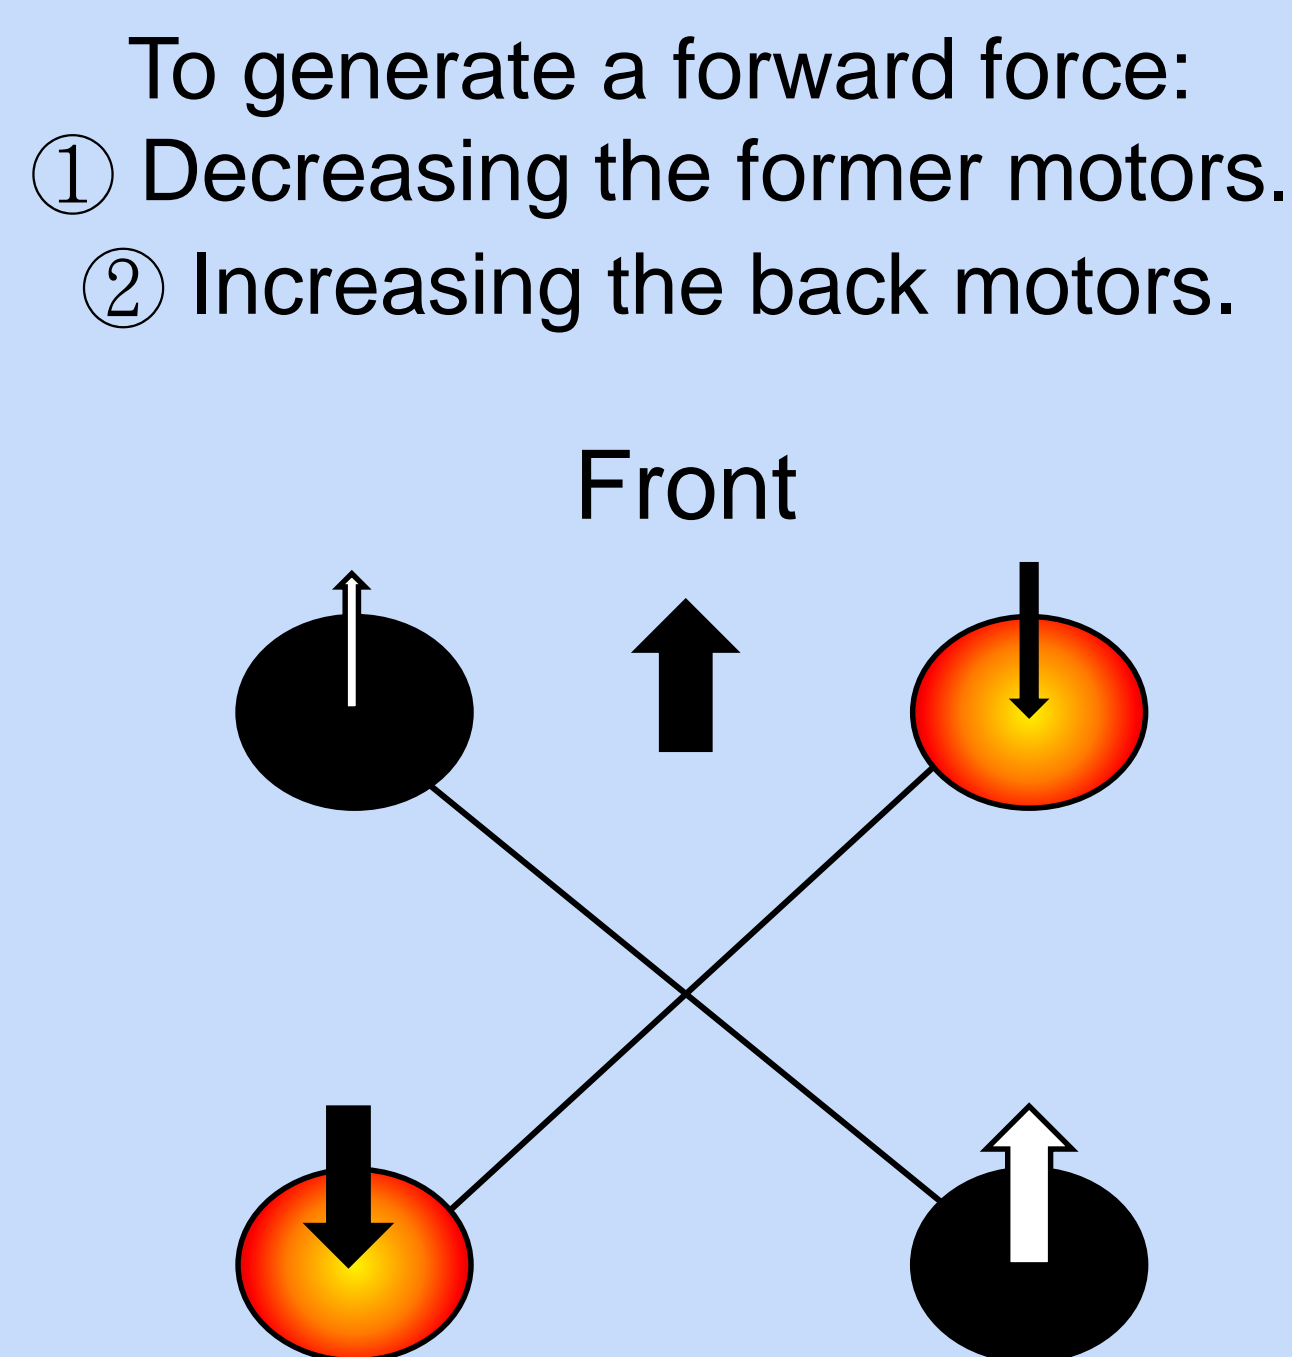 To generate a forward force:
① Decreasing the former motors.
② Increasing the back motors.
Front